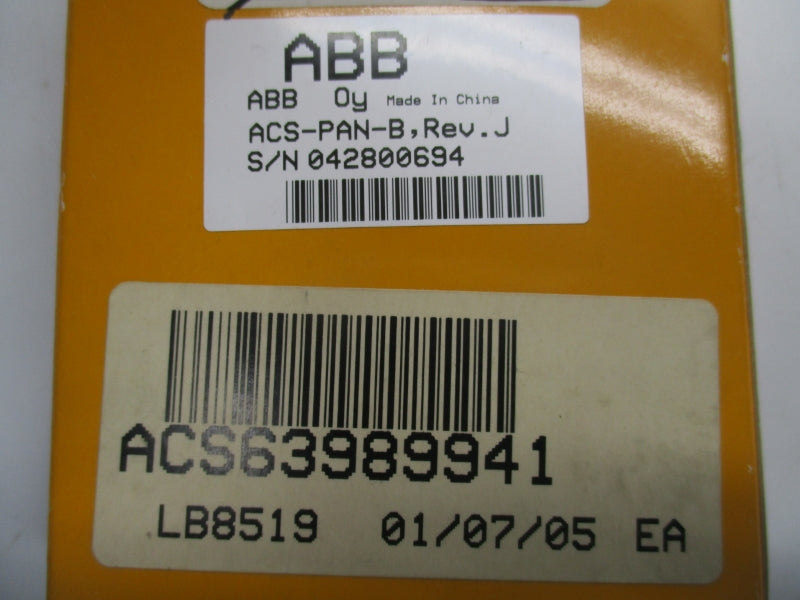 ABB
ABB Oy Made In China
ACS-PAN-B,Rev.J
S/N 042800694
ACS63989941
LB8519 01/07/05 EA